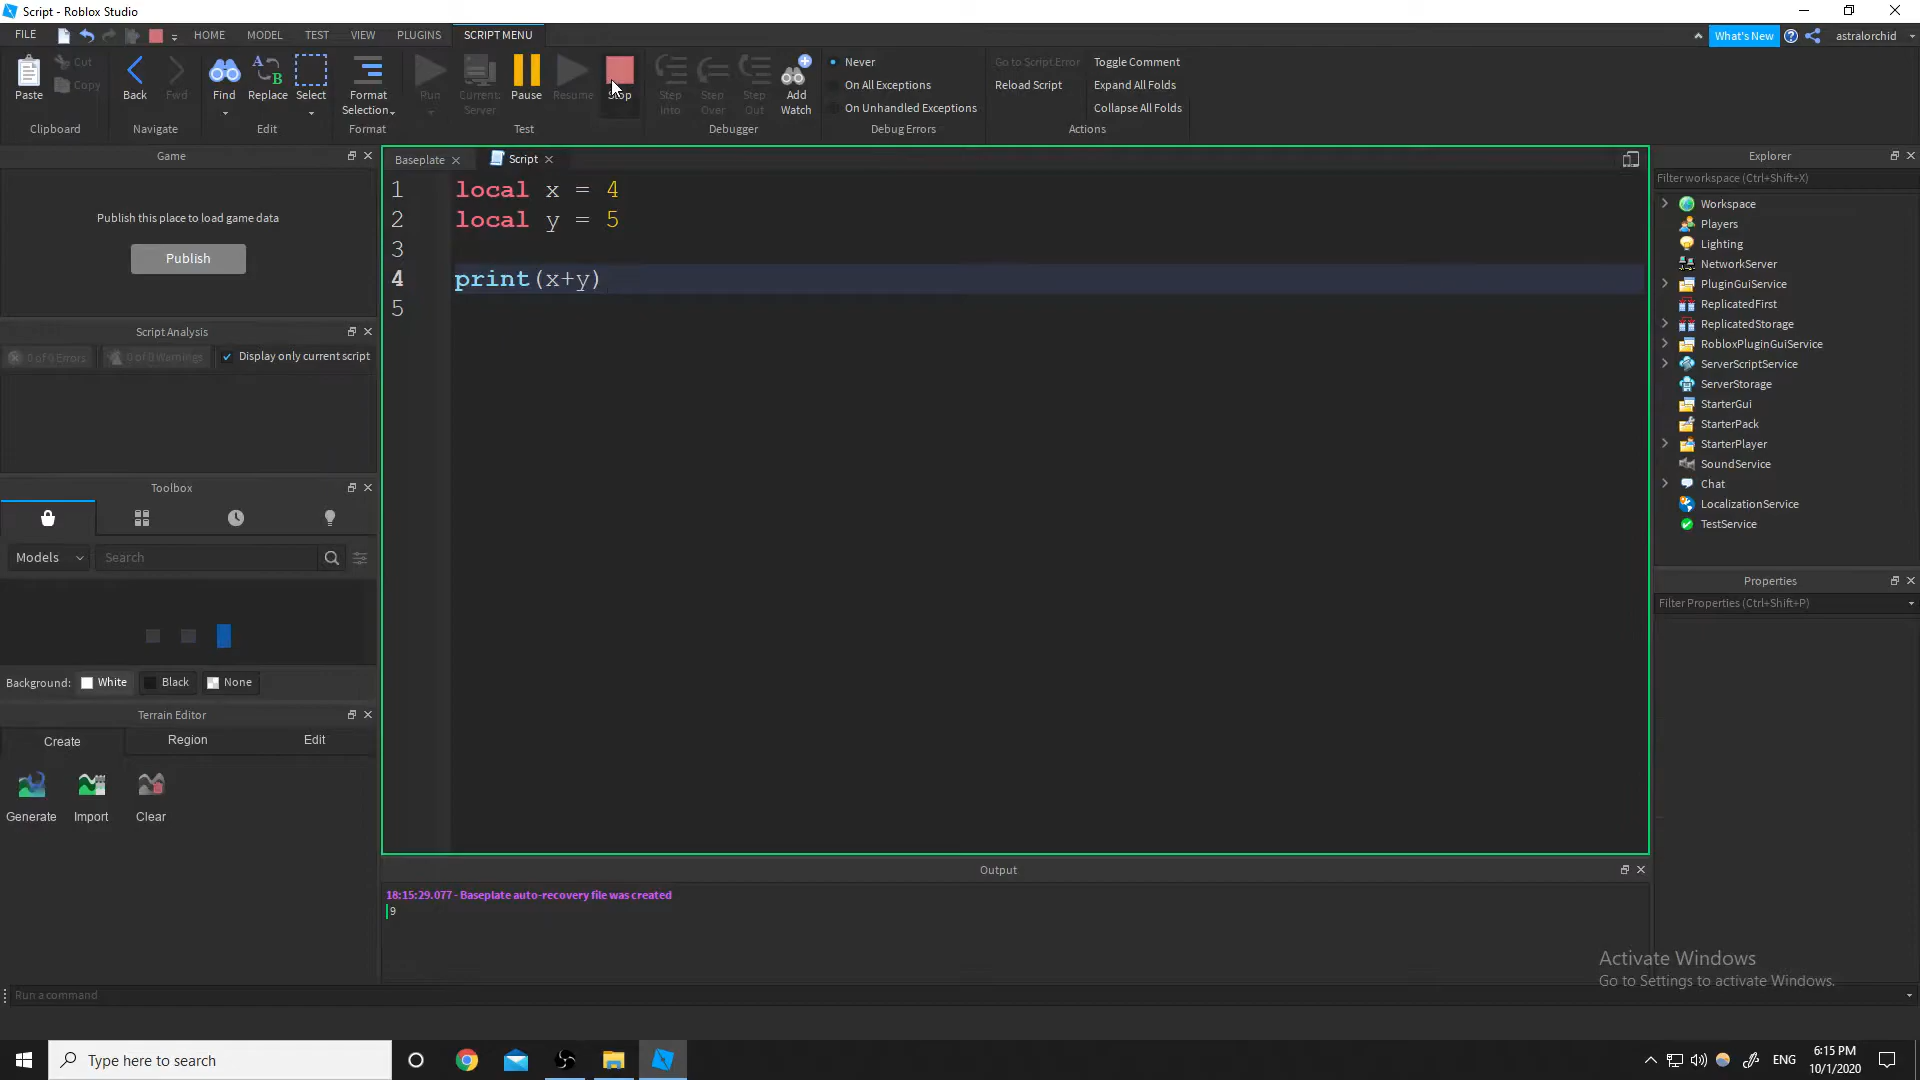 Script - Roblox Studio
FILE
HOME
MODEL
TEST
VIEW
PLUGINS
SCRIPT MENU
What's New
astralorchid
Paste
Cut
Copy
Clipboard
Back
Fwd
Navigate
Find
Replace
Select
Edit
Format
Selection
Format
Run
Current:
Server
Pause
Resume
Stop
Test
Step
Into
Step
Over
Step
Out
Add
Watch
Debugger
Never
On All Exceptions
On Unhandled Exceptions
Debug Errors
Go to Script Error
Reload Script
Toggle Comment
Expand All Folds
Collapse All Folds
Actions
Game
Publish this place to load game data
Publish
Script Analysis
0 of 0 Errors
0 of 0 Warnings
Display only current script
Toolbox
Models
Search
Background:
White
Black
None
Terrain Editor
Create
Region
Edit
Generate
Import
Clear
Baseplate
Script
1 local x = 4
2 local y = 5
3
4 print(x+y)
5
Output
18:15:29.077 - Baseplate auto-recovery file was created
9
Explorer
Filter workspace (Ctrl+Shift+X)
Workspace
Players
Lighting
NetworkServer
PluginGuiService
ReplicatedFirst
ReplicatedStorage
RobloxPluginGuiService
ServerScriptService
ServerStorage
StarterGui
StarterPack
StarterPlayer
SoundService
Chat
LocalizationService
TestService
Properties
Filter Properties (Ctrl+Shift+P)
Activate Windows
Go to Settings to activate Windows.
Run a command
Type here to search
ENG
6:15 PM
10/1/2020